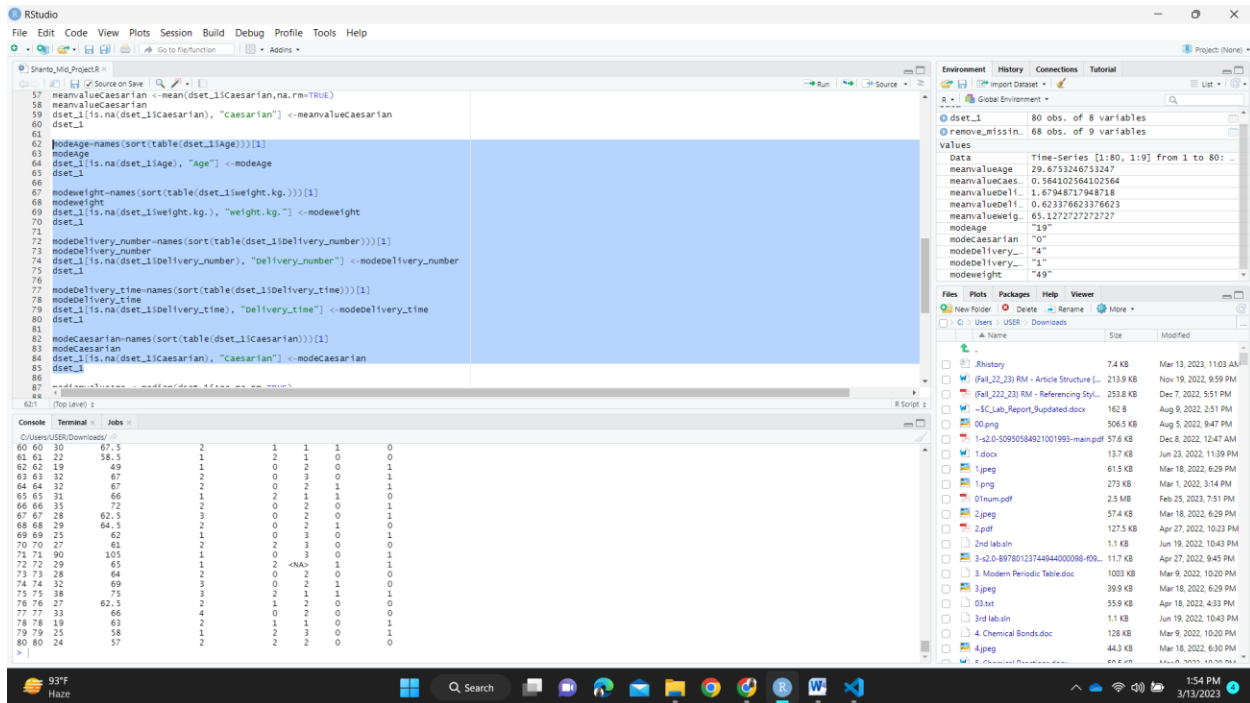 RStudio
File Edit Code View Plots Session Build Debug Profile Tools Help
Go to file/function Addins
Project: (None)
Shanto_Mid_Project.R
Source on Save Run Source
57 meanvalueCaesarian <-mean(dset_1$Caesarian,na.rm=TRUE)
58 meanvalueCaesarian
59 dset_1[is.na(dset_1$Caesarian), "Caesarian"] <-meanvalueCaesarian
60 dset_1
61
62 modeAge=names(sort(table(dset_1$Age)))[1]
63 modeAge
64 dset_1[is.na(dset_1$Age), "Age"] <-modeAge
65 dset_1
66
67 modeweight=names(sort(table(dset_1$weight.kg.)))[1]
68 modeweight
69 dset_1[is.na(dset_1$weight.kg.), "weight.kg."] <-modeweight
70 dset_1
71
72 modeDelivery_number=names(sort(table(dset_1$Delivery_number)))[1]
73 modeDelivery_number
74 dset_1[is.na(dset_1$Delivery_number), "Delivery_number"] <-modeDelivery_number
75 dset_1
76
77 modeDelivery_time=names(sort(table(dset_1$Delivery_time)))[1]
78 modeDelivery_time
79 dset_1[is.na(dset_1$Delivery_time), "Delivery_time"] <-modeDelivery_time
80 dset_1
81
82 modeCaesarian=names(sort(table(dset_1$Caesarian)))[1]
83 modeCaesarian
84 dset_1[is.na(dset_1$Caesarian), "Caesarian"] <-modeCaesarian
85 dset_1
86
87
88
62:1 (Top Level) R Script
Console Terminal Jobs
C:/Users/USER/Downloads/
60 60 30 67.5 2 1 1 1 0
61 61 22 58.5 1 2 1 0 0
62 62 19 49 1 0 2 0 1
63 63 32 67 2 0 3 0 1
64 64 32 67 2 0 2 1 1
65 65 31 66 1 2 1 1 0
66 66 35 72 2 0 2 0 1
67 67 28 62.5 3 0 2 0 1
68 68 29 64.5 2 0 2 1 0
69 69 25 62 1 0 3 0 1
70 70 27 61 2 2 3 0 0
71 71 90 105 1 0 3 0 1
72 72 29 65 1 2 <NA> 1 1
73 73 28 64 2 0 2 0 0
74 74 32 69 3 0 2 1 0
75 75 38 75 3 2 1 1 1
76 76 27 62.5 2 1 2 0 0
77 77 33 66 4 0 2 0 0
78 78 19 63 2 1 1 0 1
79 79 25 58 1 2 3 0 1
80 80 24 57 2 2 2 0 0
>
Environment History Connections Tutorial
Import Dataset List
R Global Environment
dset_1 80 obs. of 8 variables
remove_missin… 68 obs. of 9 variables
values
Data Time-Series [1:80, 1:9] from 1 to 80: …
meanvalueAge 29.6753246753247
meanvalueCaes… 0.564102564102564
meanvalueDeli… 1.67948717948718
meanvalueDeli… 0.623376623376623
meanvalueWeig… 65.1272727272727
modeAge "19"
modeCaesarian "0"
modeDelivery_… "4"
modeDelivery_… "1"
modeweight "49"
Files Plots Packages Help Viewer
New Folder Delete Rename More
C: Users USER Downloads
Name Size Modified
..
.Rhistory 7.4 KB Mar 13, 2023, 11:03 AM
(Fall_22_23) RM - Article Structure [... 213.9 KB Nov 19, 2022, 9:59 PM
(Fall_222_23) RM - Referencing Styl... 253.8 KB Dec 7, 2022, 5:51 PM
~$C_Lab_Report_9updated.docx 162 B Aug 9, 2022, 2:51 PM
00.png 506.5 KB Aug 5, 2022, 9:47 PM
1-s2.0-S0950584921001993-main.pdf 57.6 KB Dec 8, 2022, 12:47 AM
1.docx 13.7 KB Jun 23, 2022, 11:39 PM
1.jpeg 61.5 KB Mar 18, 2022, 6:29 PM
1.png 273 KB Mar 1, 2022, 3:14 PM
01num.pdf 2.5 MB Feb 25, 2023, 7:51 PM
2.jpeg 57.4 KB Mar 18, 2022, 6:29 PM
2.pdf 127.5 KB Apr 27, 2022, 10:23 PM
2nd lab.sln 1.1 KB Jun 19, 2022, 10:43 PM
3-s2.0-B9780123744944000098-f09... 11.7 KB Apr 27, 2022, 9:45 PM
3. Modern Periodic Table.doc 1003 KB Mar 9, 2022, 10:20 PM
3.jpeg 39.9 KB Mar 18, 2022, 6:29 PM
03.txt 55.9 KB Apr 18, 2022, 4:33 PM
3rd lab.sln 1.1 KB Jun 19, 2022, 10:43 PM
4. Chemical Bonds.doc 128 KB Mar 9, 2022, 10:20 PM
4.jpeg 44.3 KB Mar 18, 2022, 6:30 PM
93°F
Haze
Search
1:54 PM
3/13/2023
4